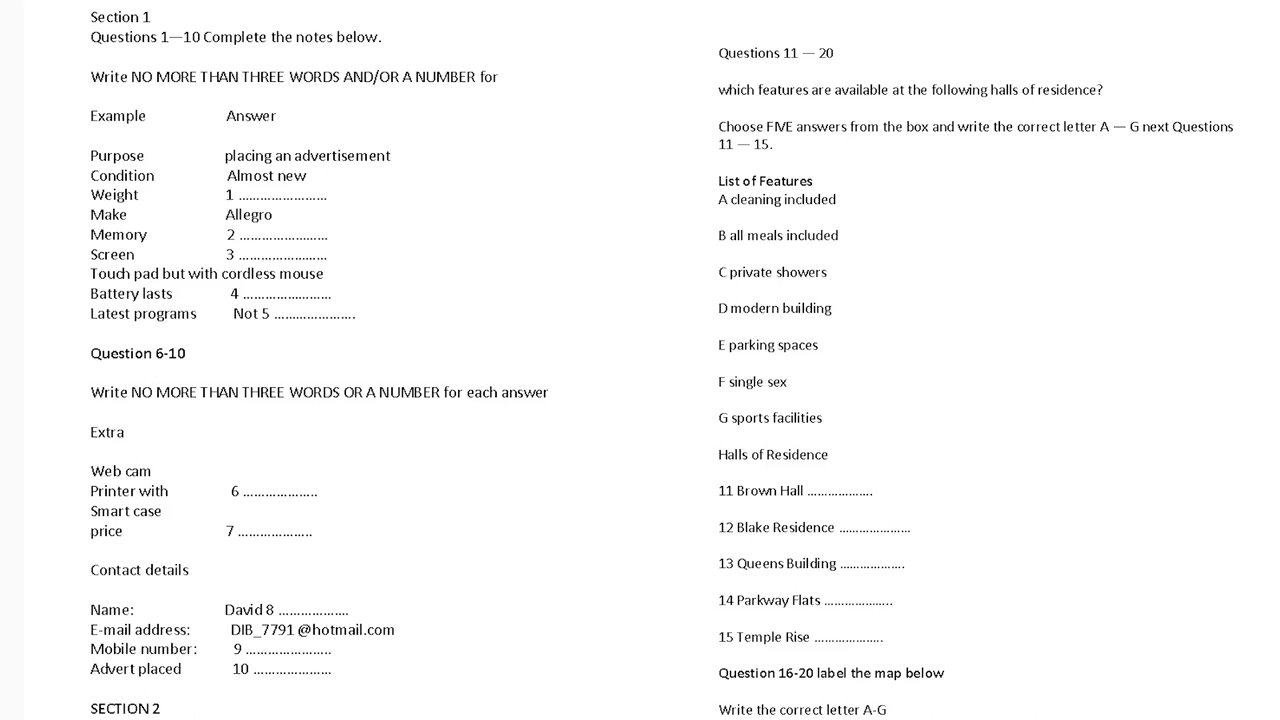 Section 1
Questions 1—10 Complete the notes below.
Write NO MORE THAN THREE WORDS AND/OR A NUMBER for
Example Answer
Purpose placing an advertisement
Condition Almost new
Weight 1 ........................
Make Allegro
Memory 2 ........................
Screen 3 ........................
Touch pad but with cordless mouse
Battery lasts 4 ........................
Latest programs Not 5 ......................
Question 6-10
Write NO MORE THAN THREE WORDS OR A NUMBER for each answer
Extra
Web cam
Printer with 6 ....................
Smart case
price 7 ....................
Contact details
Name: David 8 ...................
E-mail address: DIB_7791 @hotmail.com
Mobile number: 9 .......................
Advert placed 10 .....................
SECTION 2
Questions 11 — 20
which features are available at the following halls of residence?
Choose FIVE answers from the box and write the correct letter A — G next Questions
11 — 15.
List of Features
A cleaning included
B all meals included
C private showers
D modern building
E parking spaces
F single sex
G sports facilities
Halls of Residence
11 Brown Hall ...................
12 Blake Residence .....................
13 Queens Building ...................
14 Parkway Flats ....................
15 Temple Rise ....................
Question 16-20 label the map below
Write the correct letter A-G